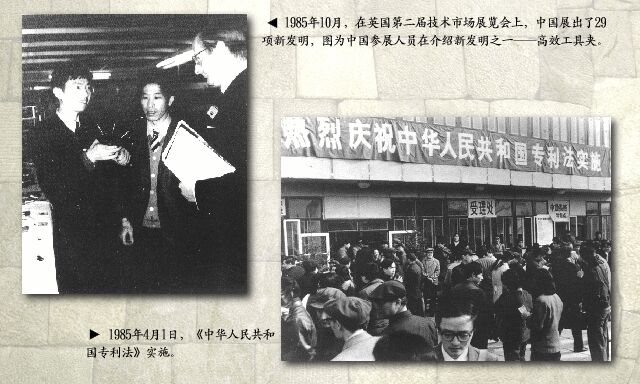 ◀ 1985年10月，在英国第二届技术市场展览会上，中国展出了29
项新发明，图为中国参展人员在介绍新发明之一——高效工具夹。
热烈庆祝中华人民共和国专利法实施
受理处
▶ 1985年4月1日，《中华人民共和
国专利法》实施。